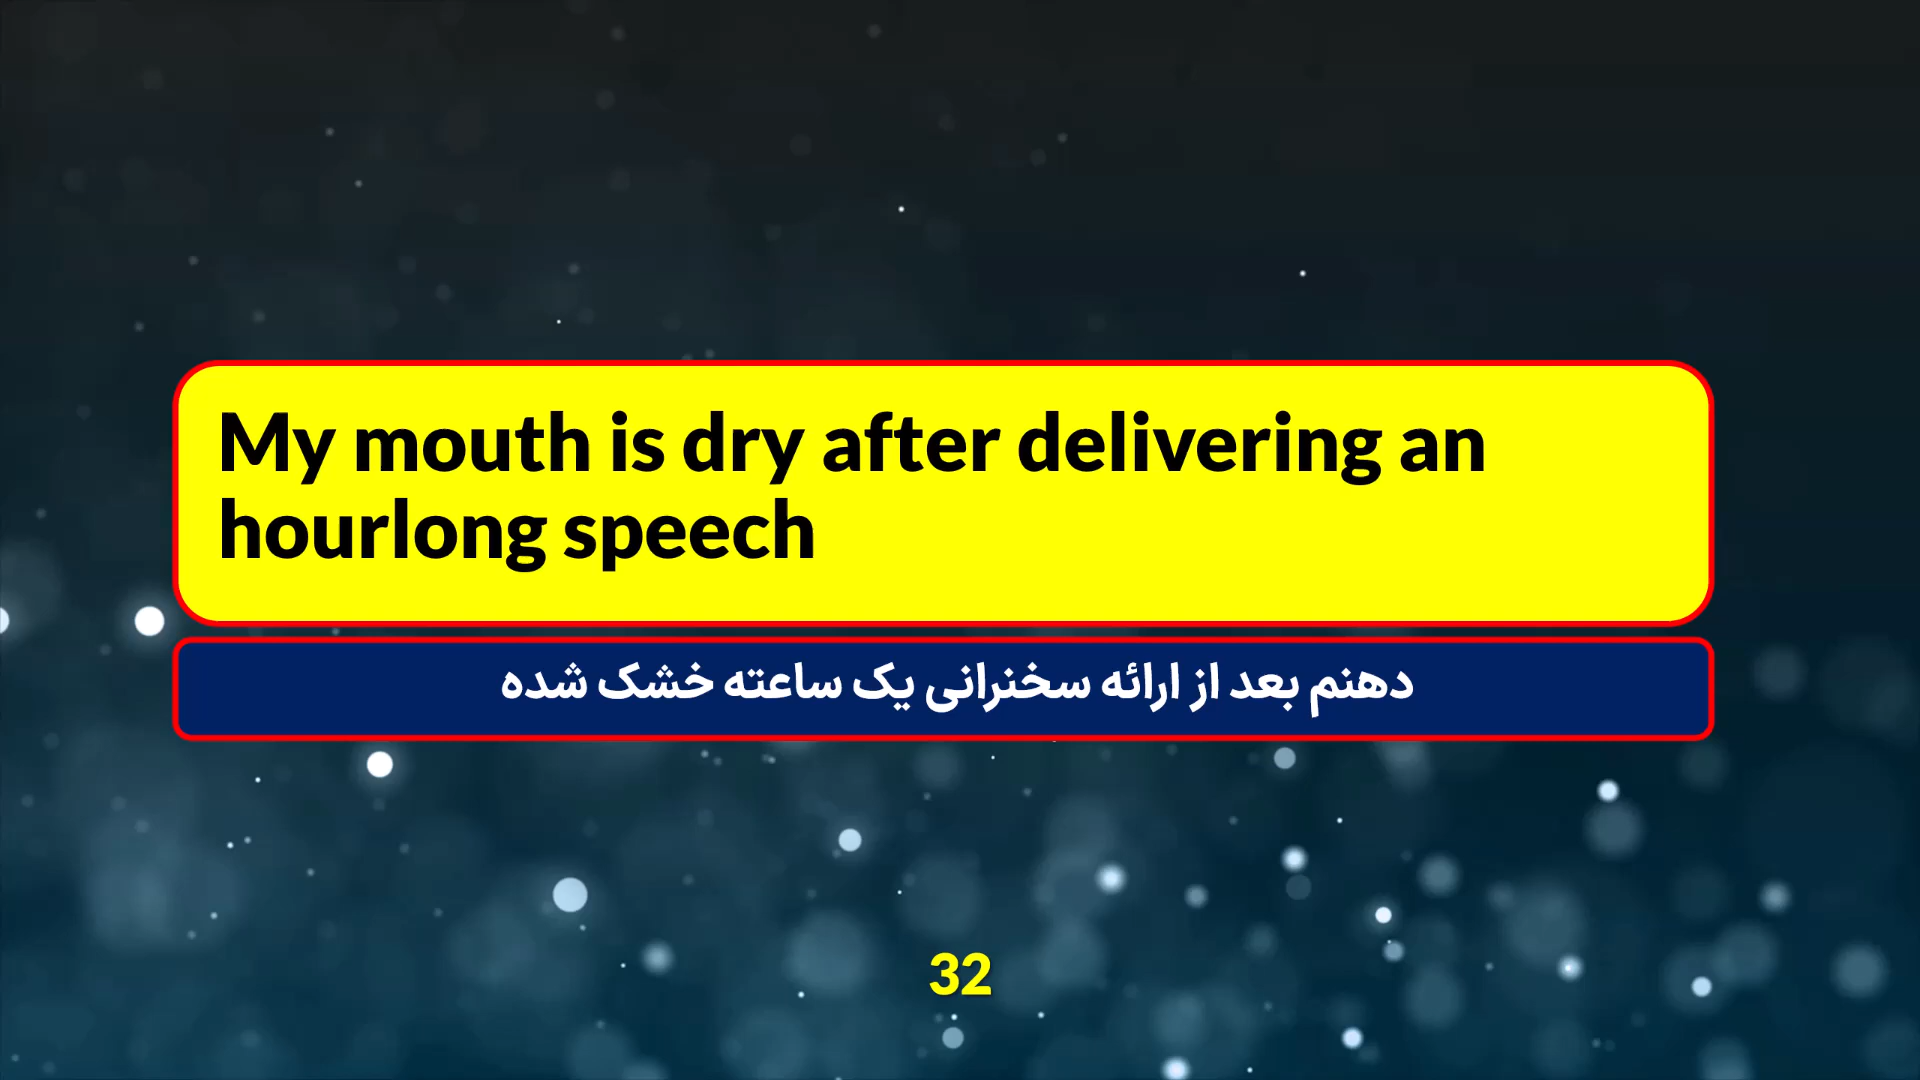 My mouth is dry after delivering an
hourlong speech
دهنم بعد از ارائه سخنرانی یک ساعته خشک شده
32